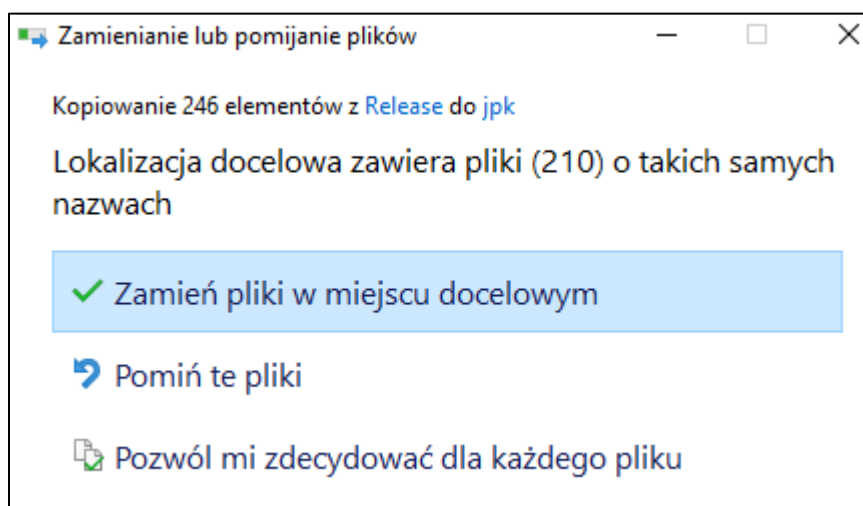 Zamienianie lub pomijanie plików
Kopiowanie 246 elementów z Release do jpk
Lokalizacja docelowa zawiera pliki (210) o takich samych
nazwach
Zamień pliki w miejscu docelowym
Pomiń te pliki
Pozwól mi zdecydować dla każdego pliku